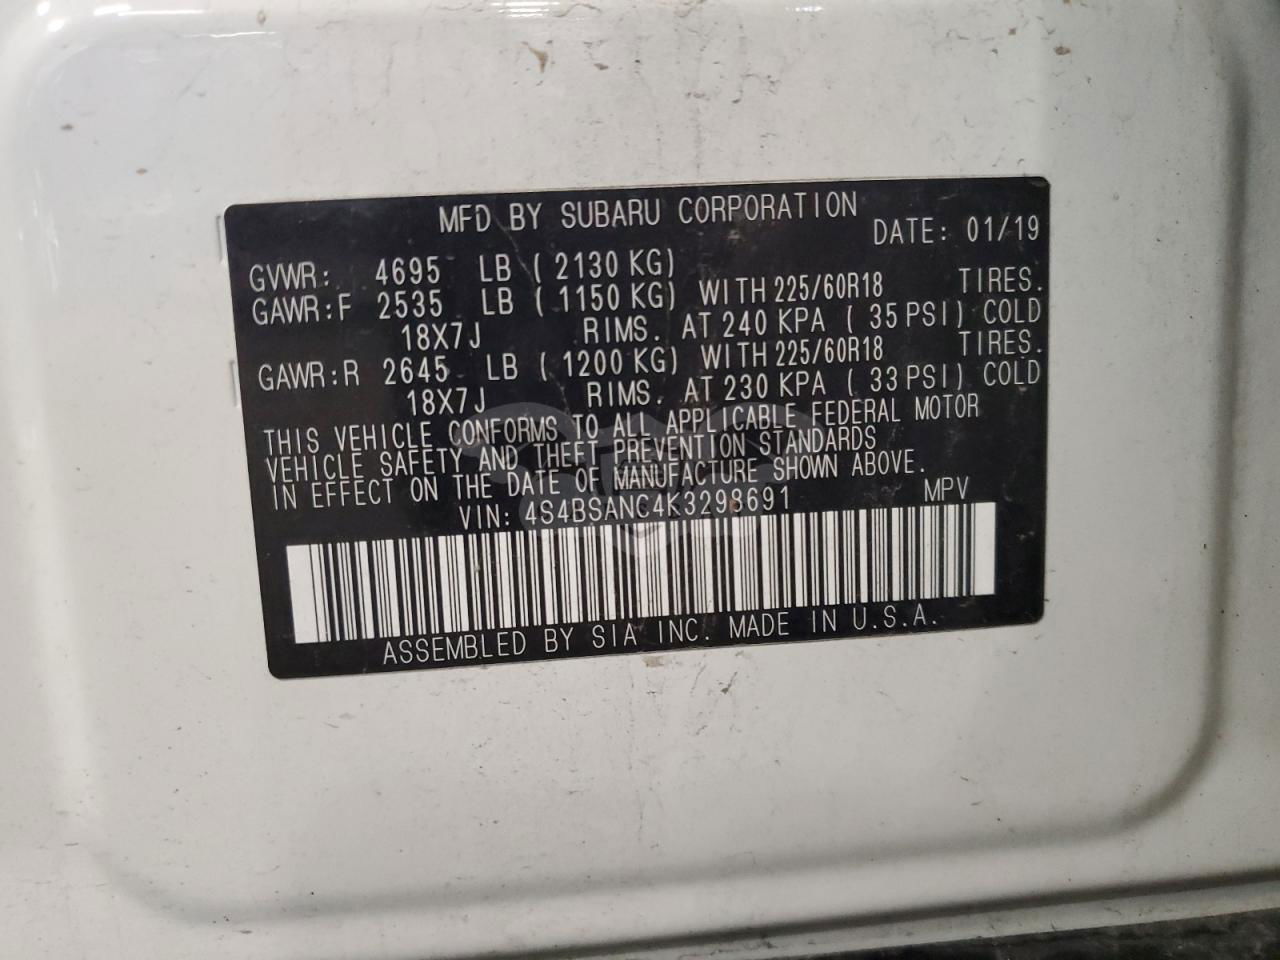 MFD BY SUBARU CORPORATION
DATE: 01/19
GVWR: 4695 LB ( 2130 KG)
GAWR:F 2535 LB ( 1150 KG) WITH 225/60R18 TIRES.
18X7J RIMS. AT 240 KPA ( 35 PSI) COLD
GAWR:R 2645 LB ( 1200 KG) WITH 225/60R18 TIRES.
18X7J RIMS. AT 230 KPA ( 33 PSI) COLD
THIS VEHICLE CONFORMS TO ALL APPLICABLE FEDERAL MOTOR
VEHICLE SAFETY AND THEFT PREVENTION STANDARDS
IN EFFECT ON THE DATE OF MANUFACTURE SHOWN ABOVE.
VIN: 4S4BSANC4K3298691 MPV
ASSEMBLED BY SIA INC. MADE IN U.S.A.